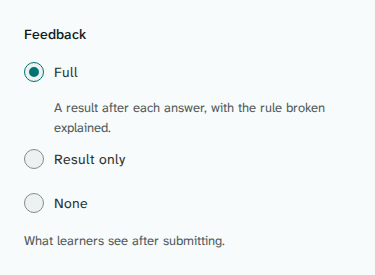 Feedback
Full
A result after each answer, with the rule broken
explained.
Result only
None
What learners see after submitting.